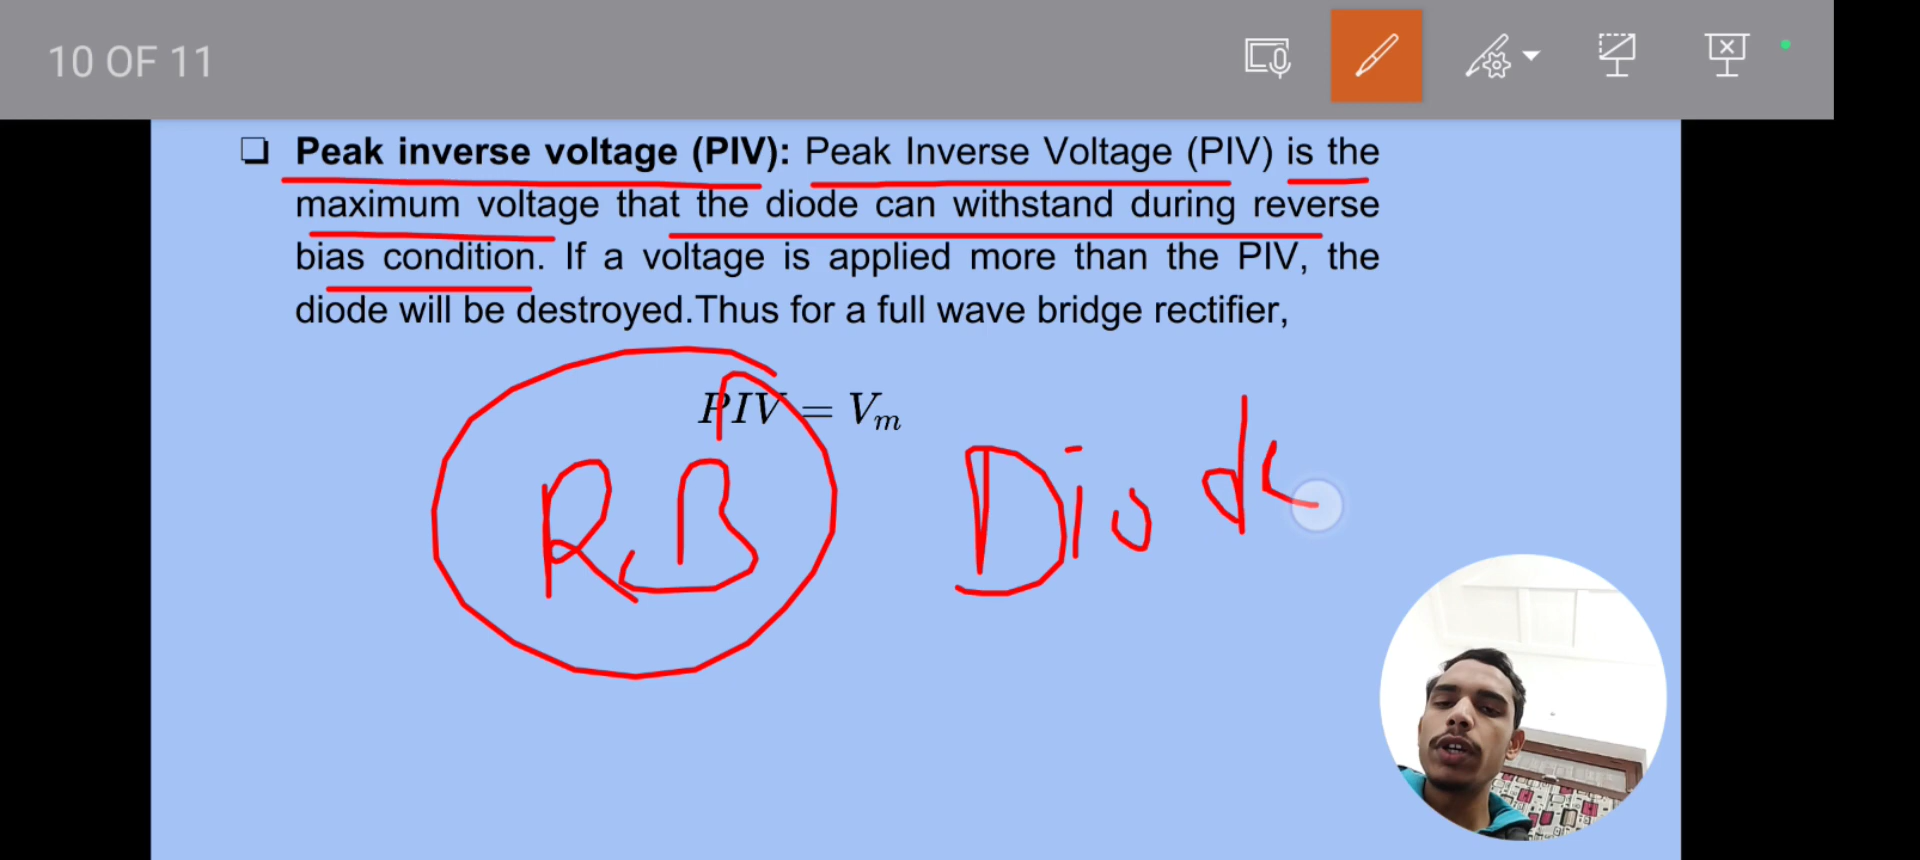 10 OF 11
❑ Peak inverse voltage (PIV): Peak Inverse Voltage (PIV) is the
maximum voltage that the diode can withstand during reverse
bias condition. If a voltage is applied more than the PIV, the
diode will be destroyed.Thus for a full wave bridge rectifier,
PIV = Vₘ
R.B Diode